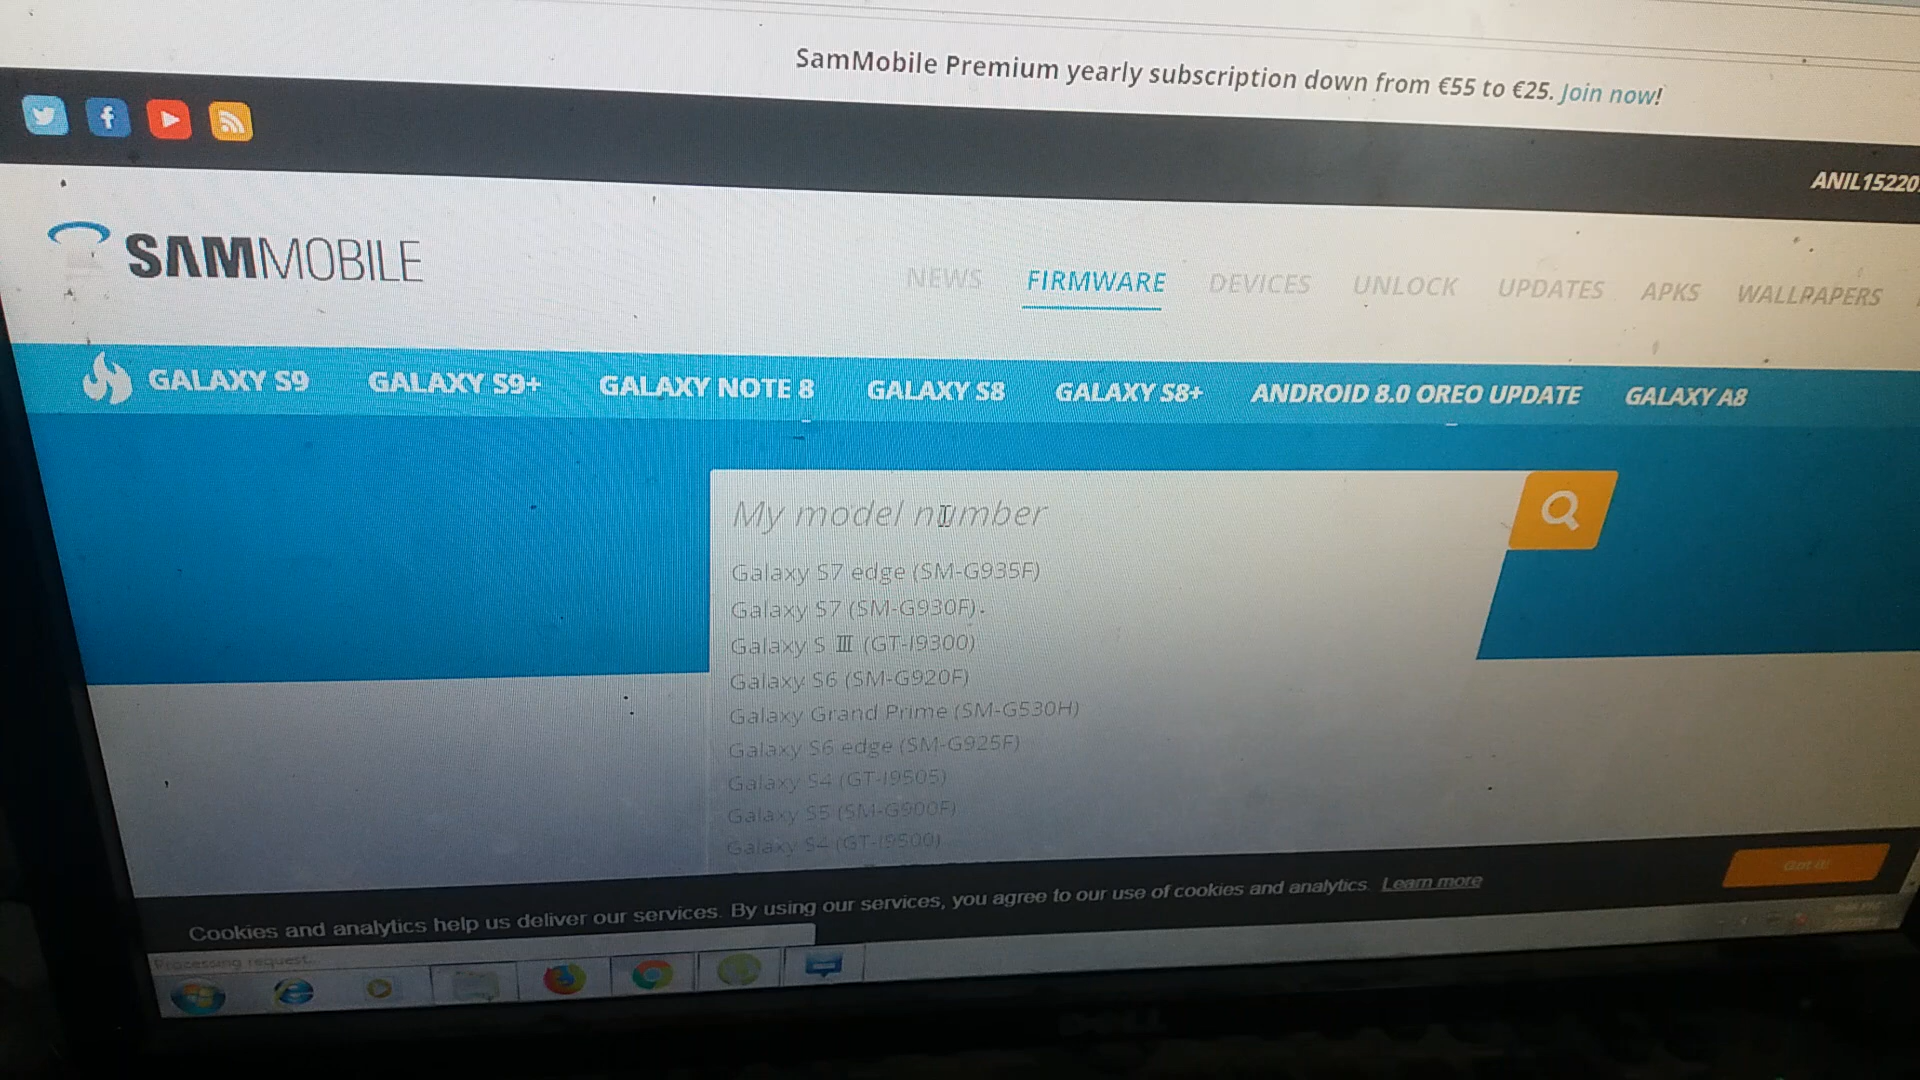 SamMobile Premium yearly subscription down from €55 to €25. Join now!
ANIL15220
SAMMOBILE
NEWS FIRMWARE DEVICES UNLOCK UPDATES APKS WALLPAPERS
GALAXY S9 GALAXY S9+ GALAXY NOTE 8 GALAXY S8 GALAXY S8+ ANDROID 8.0 OREO UPDATE GALAXY A8
My model number
Galaxy S7 edge (SM-G935F)
Galaxy S7 (SM-G930F)
Galaxy S III (GT-I9300)
Galaxy S6 (SM-G920F)
Galaxy Grand Prime (SM-G530H)
Galaxy S6 edge (SM-G925F)
Galaxy S4 (GT-I9505)
Galaxy S5 (SM-G900F)
Galaxy S4 (GT-I9500)
Cookies and analytics help us deliver our services. By using our services, you agree to our use of cookies and analytics. Learn more
Got it!
Processing request...
DELL